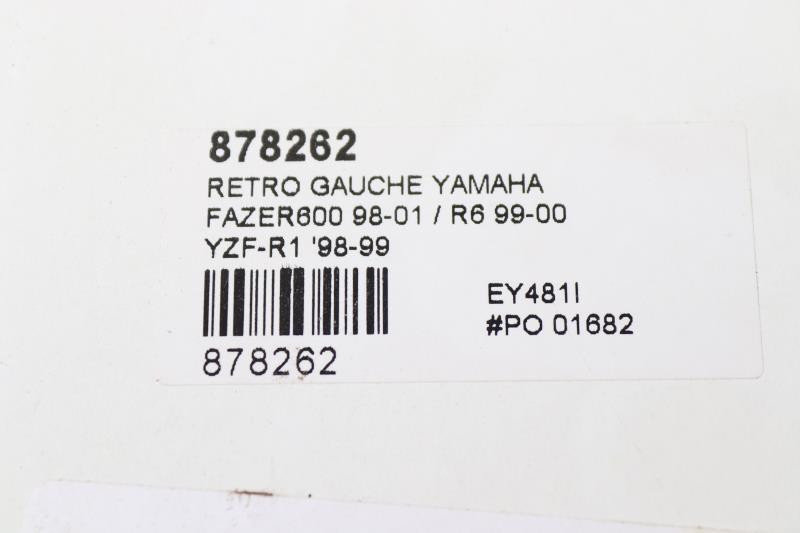 878262
RETRO GAUCHE YAMAHA
FAZER600 98-01 / R6 99-00
YZF-R1 '98-99
EY481I
#PO 01682
878262